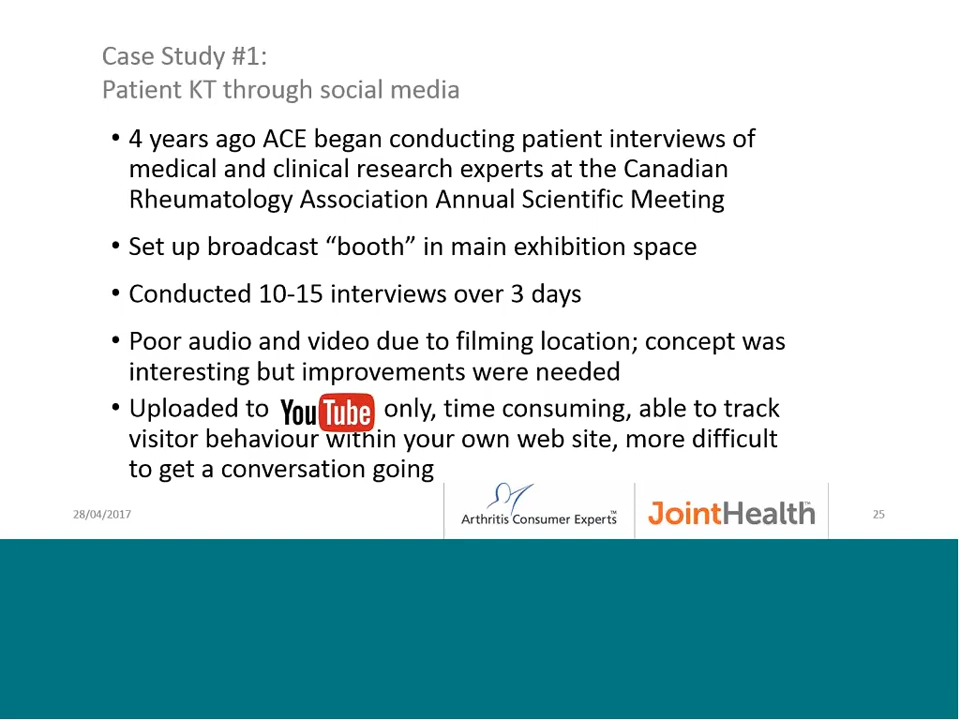 Case Study #1:
Patient KT through social media
• 4 years ago ACE began conducting patient interviews of
medical and clinical research experts at the Canadian
Rheumatology Association Annual Scientific Meeting
• Set up broadcast “booth” in main exhibition space
• Conducted 10-15 interviews over 3 days
• Poor audio and video due to filming location; concept was
interesting but improvements were needed
• Uploaded to YouTube only, time consuming, able to track
visitor behaviour within your own web site, more difficult
to get a conversation going
28/04/2017
Arthritis Consumer Experts™
JointHealth™
25